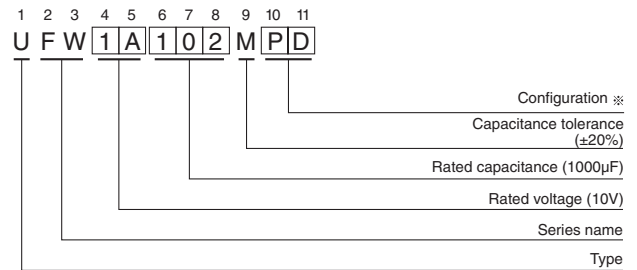 1 2 3 4 5 6 7 8 9 10 11
U F W 1 A 1 0 2 M P D
Configuration ※
Capacitance tolerance
(±20%)
Rated capacitance (1000µF)
Rated voltage (10V)
Series name
Type